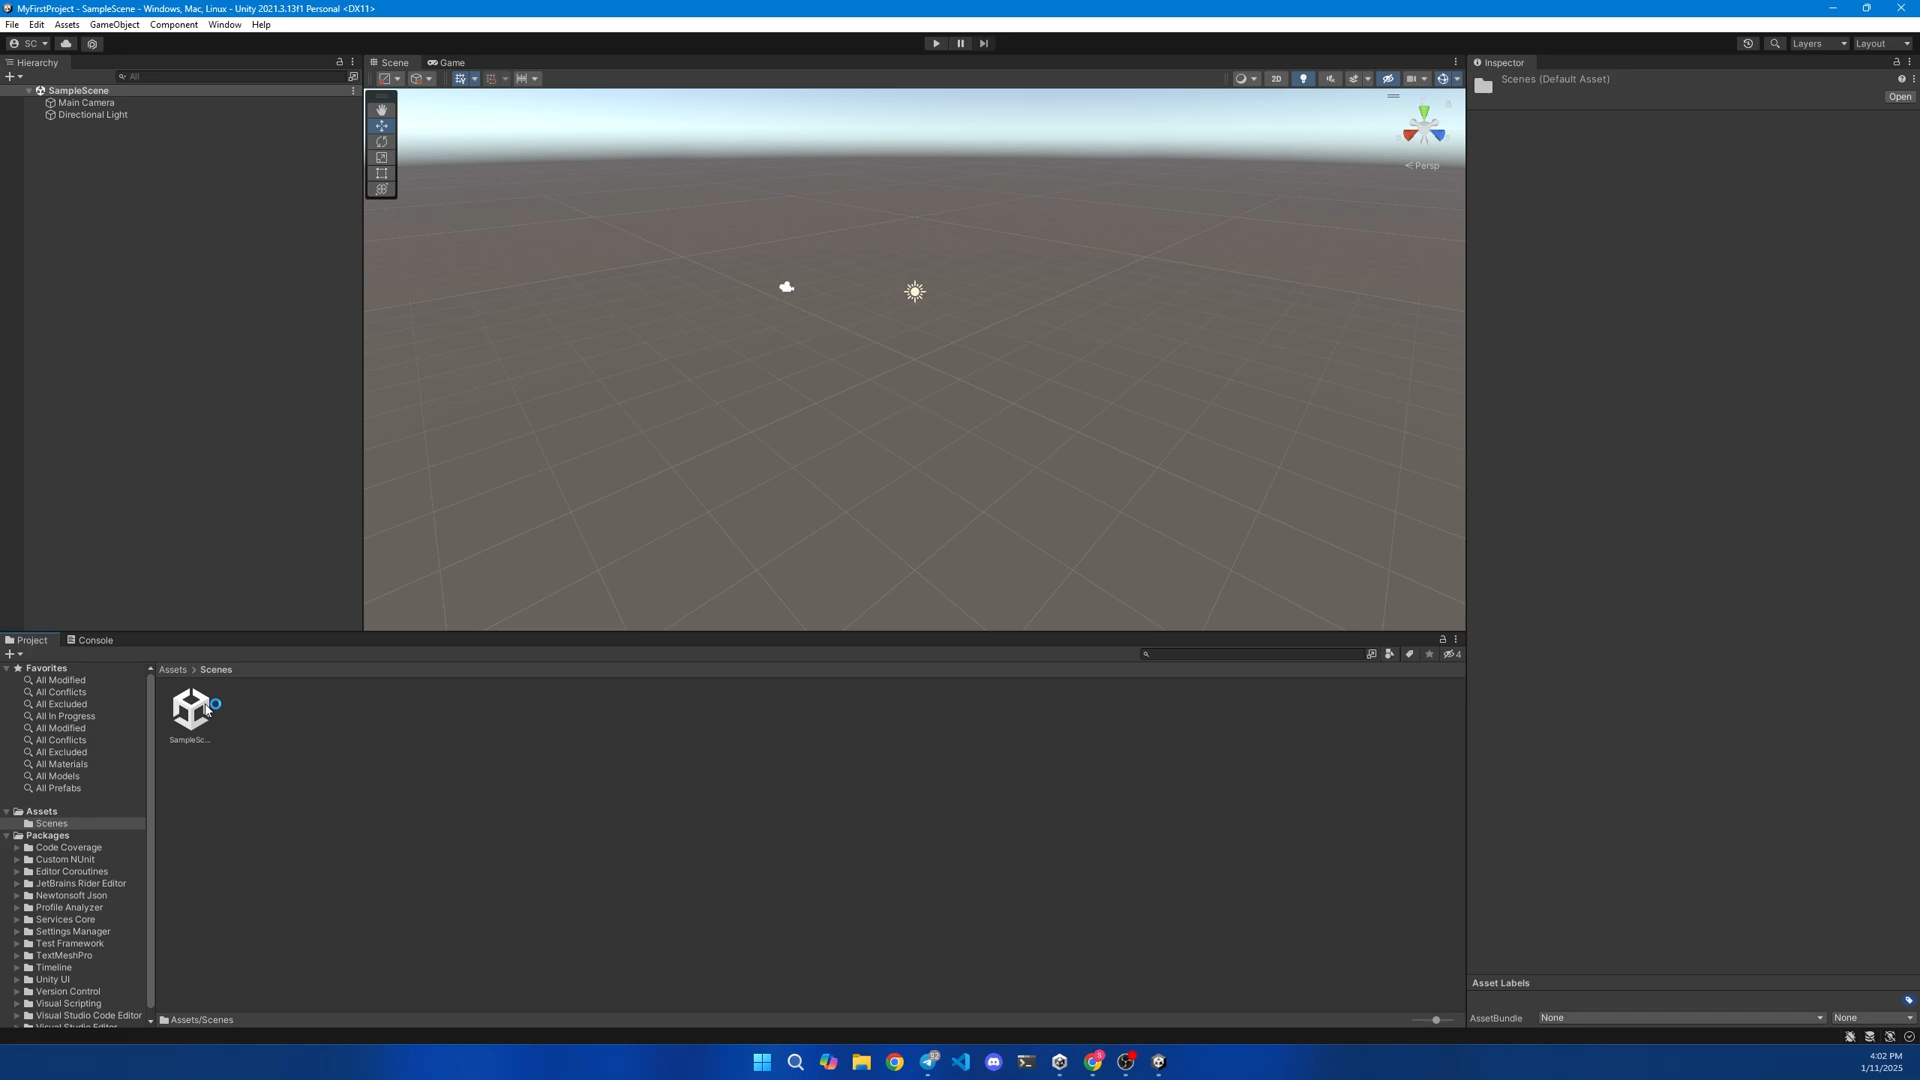 MyFirstProject - SampleScene - Windows, Mac, Linux - Unity 2021.3.13f1 Personal <DX11>
File Edit Assets GameObject Component Window Help
SC Layers Layout
Hierarchy Scene Game Inspector
All 2D Scenes (Default Asset)
Open
SampleScene
Main Camera
Directional Light
Persp
Project Console
4
Favorites Assets > Scenes
All Modified
All Conflicts
All Excluded
All In Progress
All Modified
All Conflicts SampleSc...
All Excluded
All Materials
All Models
All Prefabs
Assets
Scenes
Packages
Code Coverage
Custom NUnit
Editor Coroutines
JetBrains Rider Editor
Newtonsoft Json
Profile Analyzer
Services Core
Settings Manager
Test Framework
TextMeshPro
Timeline
Unity UI
Version Control
Visual Scripting
Visual Studio Code Editor
Visual Studio Editor
Assets/Scenes
Asset Labels
AssetBundle None None
92
S
4:02 PM
1/11/2025